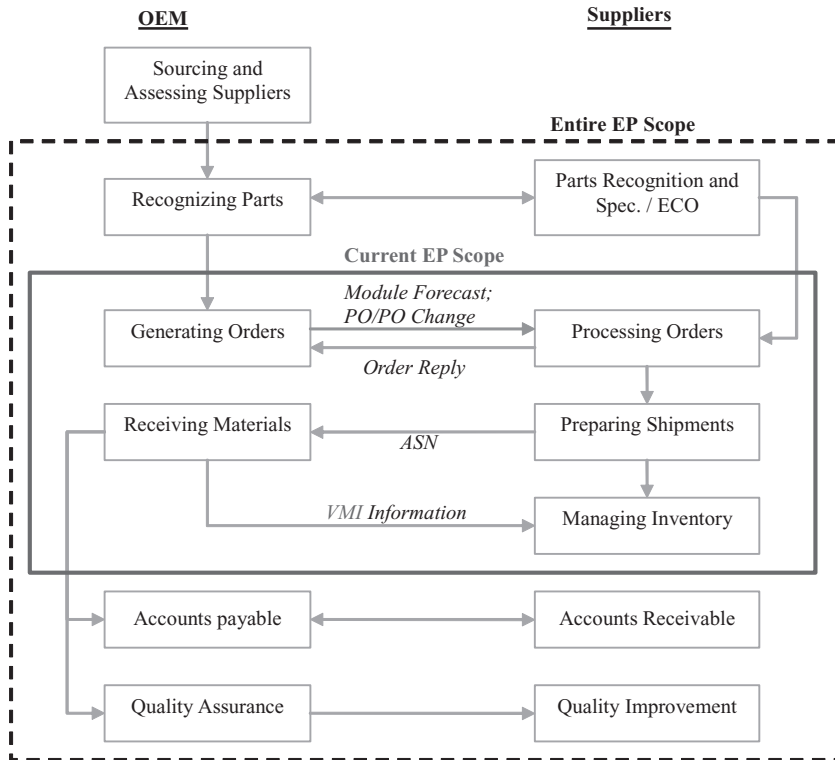 OEM
Suppliers
Sourcing and
Assessing Suppliers
Entire EP Scope
Recognizing Parts
Parts Recognition and
Spec. / ECO
Current EP Scope
Module Forecast;
PO/PO Change
Generating Orders
Processing Orders
Order Reply
Receiving Materials
Preparing Shipments
ASN
VMI Information
Managing Inventory
Accounts payable
Accounts Receivable
Quality Assurance
Quality Improvement